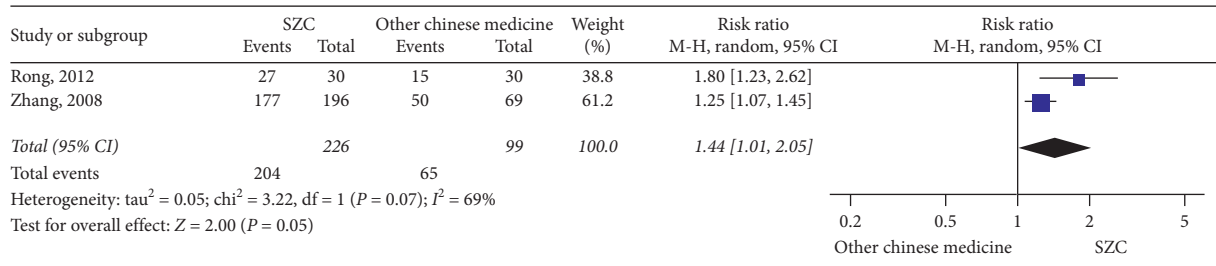 Study or subgroup SZC Other chinese medicine Weight Risk ratio Risk ratio
Events Total Events Total (%) M-H, random, 95% CI M-H, random, 95% CI
Rong, 2012 27 30 15 30 38.8 1.80 [1.23, 2.62]
Zhang, 2008 177 196 50 69 61.2 1.25 [1.07, 1.45]
Total (95% CI) 226 99 100.0 1.44 [1.01, 2.05]
Total events 204 65
Heterogeneity: tau² = 0.05; chi² = 3.22, df = 1 (P = 0.07); I² = 69%
Test for overall effect: Z = 2.00 (P = 0.05)
0.2 0.5 1 2 5
Other chinese medicine SZC